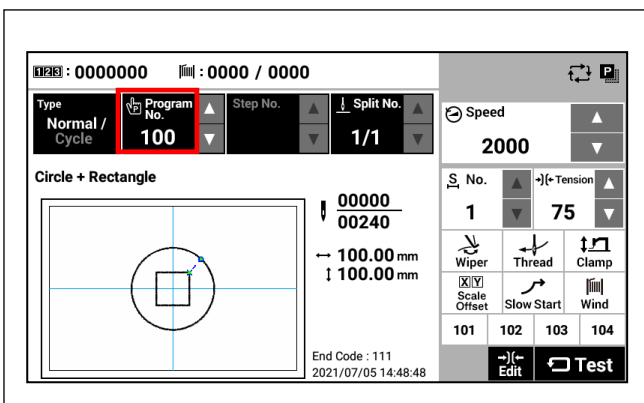 123 : 0000000 : 0000 / 0000
P
Type
Normal /
Cycle
P Program
No.
100
Step No.
Split No.
1/1
Speed
2000
Circle + Rectangle
00000
00240
100.00 mm
100.00 mm
S No.
1
Tension
75
Wiper
Thread
Clamp
X Y
Scale
Offset
Slow Start
Wind
101 102 103 104
End Code : 111
2021/07/05 14:48:48
Edit
Test